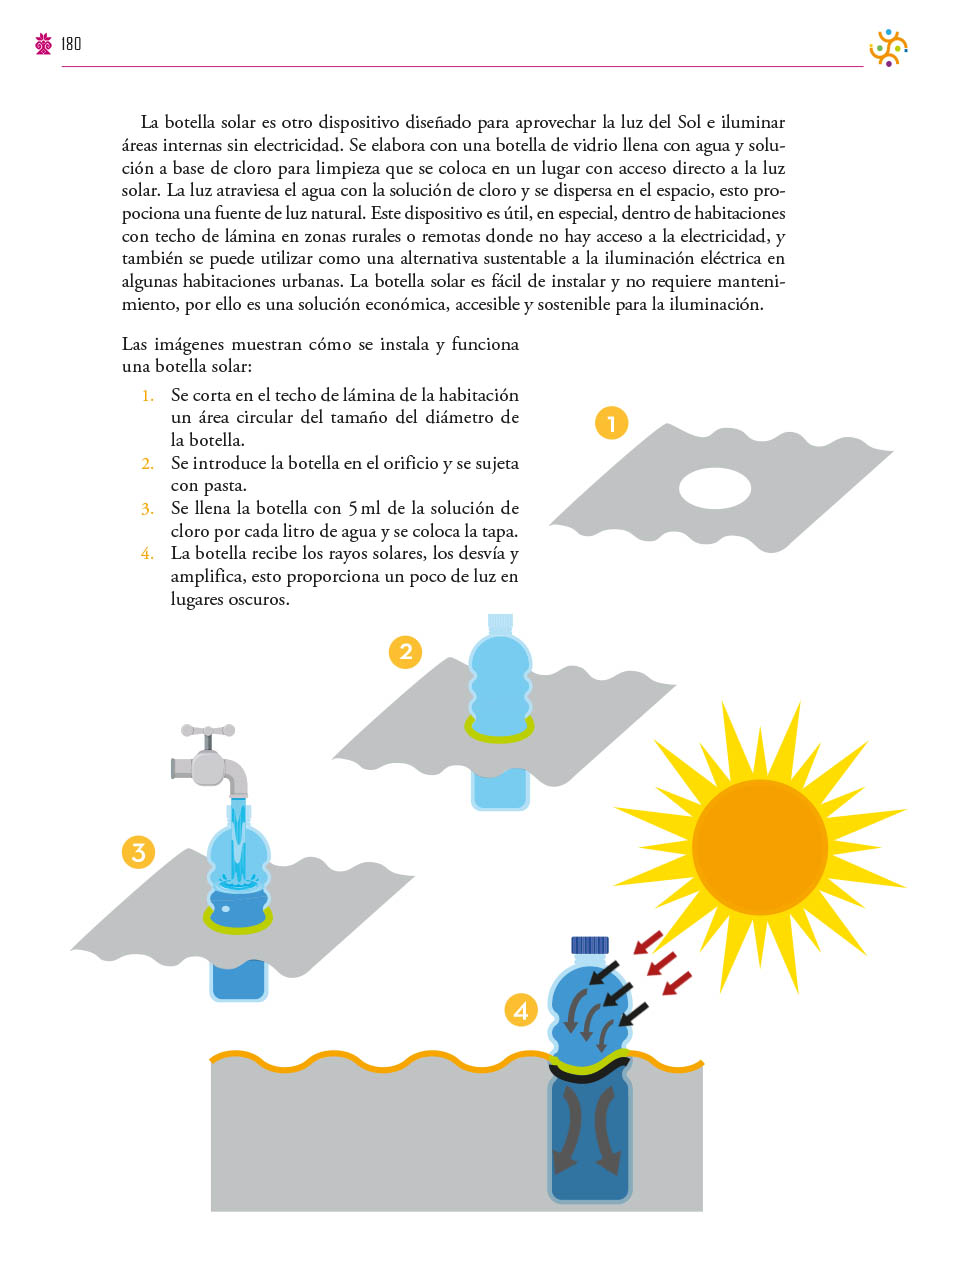 180
La botella solar es otro dispositivo diseñado para aprovechar la luz del Sol e iluminar
áreas internas sin electricidad. Se elabora con una botella de vidrio llena con agua y solu-
ción a base de cloro para limpieza que se coloca en un lugar con acceso directo a la luz
solar. La luz atraviesa el agua con la solución de cloro y se dispersa en el espacio, esto pro-
pociona una fuente de luz natural. Este dispositivo es útil, en especial, dentro de habitaciones
con techo de lámina en zonas rurales o remotas donde no hay acceso a la electricidad, y
también se puede utilizar como una alternativa sustentable a la iluminación eléctrica en
algunas habitaciones urbanas. La botella solar es fácil de instalar y no requiere manteni-
miento, por ello es una solución económica, accesible y sostenible para la iluminación.
Las imágenes muestran cómo se instala y funciona
una botella solar:
1. Se corta en el techo de lámina de la habitación
un área circular del tamaño del diámetro de
la botella.
2. Se introduce la botella en el orificio y se sujeta
con pasta.
3. Se llena la botella con 5 ml de la solución de
cloro por cada litro de agua y se coloca la tapa.
4. La botella recibe los rayos solares, los desvía y
amplifica, esto proporciona un poco de luz en
lugares oscuros.
1
2
3
4